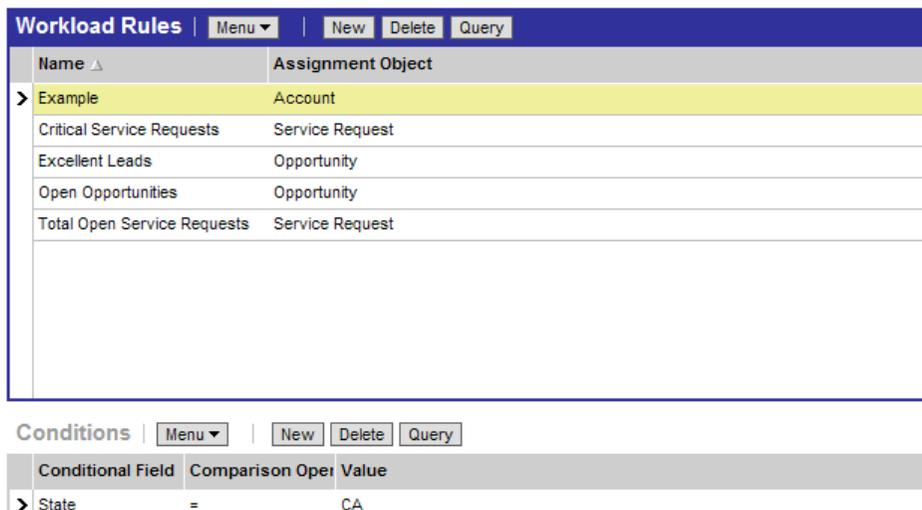 Workload Rules | Menu | New Delete Query
Name Assignment Object
Example Account
Critical Service Requests Service Request
Excellent Leads Opportunity
Open Opportunities Opportunity
Total Open Service Requests Service Request
Conditions | Menu | New Delete Query
Conditional Field Comparison Oper Value
State = CA